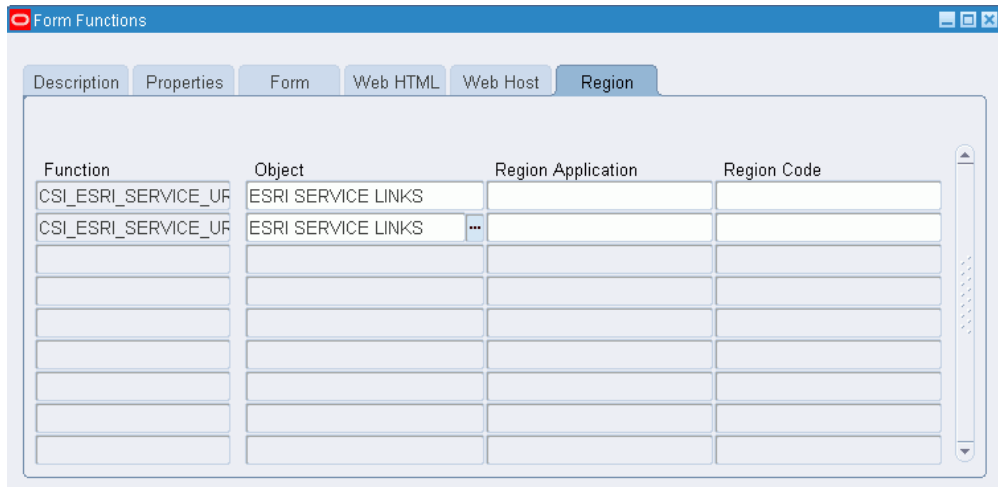 Form Functions
Description Properties Form Web HTML Web Host Region
Function Object Region Application Region Code
CSI_ESRI_SERVICE_UR ESRI SERVICE LINKS
CSI_ESRI_SERVICE_UR ESRI SERVICE LINKS ...